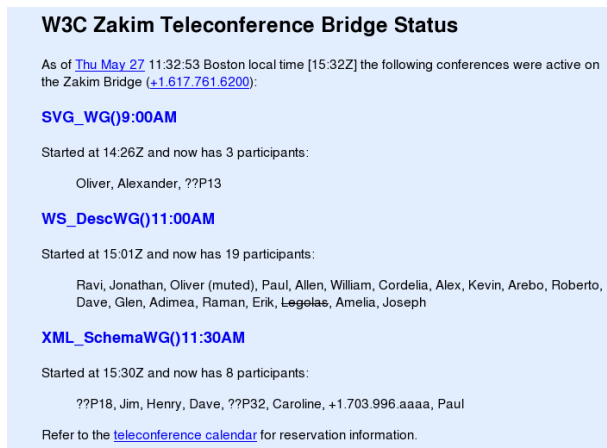 W3C Zakim Teleconference Bridge Status
As of Thu May 27 11:32:53 Boston local time [15:32Z] the following conferences were active on
the Zakim Bridge (+1.617.761.6200):
SVG_WG()9:00AM
Started at 14:26Z and now has 3 participants:
Oliver, Alexander, ??P13
WS_DescWG()11:00AM
Started at 15:01Z and now has 19 participants:
Ravi, Jonathan, Oliver (muted), Paul, Allen, William, Cordelia, Alex, Kevin, Arebo, Roberto,
Dave, Glen, Adimea, Raman, Erik, Legolas, Amelia, Joseph
XML_SchemaWG()11:30AM
Started at 15:30Z and now has 8 participants:
??P18, Jim, Henry, Dave, ??P32, Caroline, +1.703.996.aaaa, Paul
Refer to the teleconference calendar for reservation information.